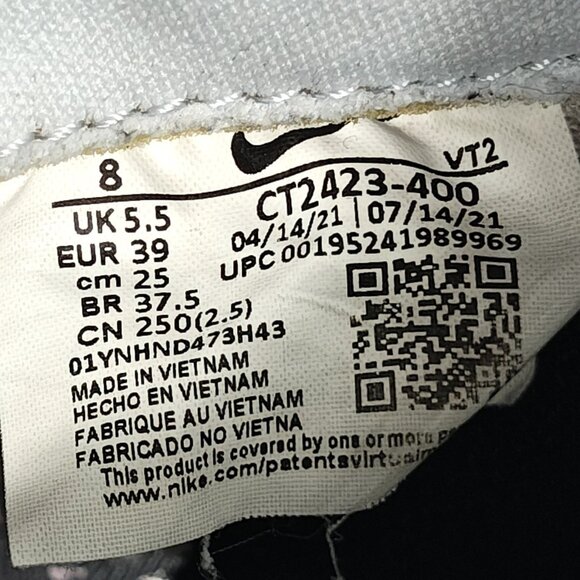 8
VT2
UK 5.5
EUR 39
cm 25
BR 37.5
CN 250(2.5)
01YNHND473H43
CT2423-400
04/14/21 | 07/14/21
UPC 00195241989969
MADE IN VIETNAM
HECHO EN VIETNAM
FABRIQUE AU VIETNAM
FABRICADO NO VIETNA
This product is covered by one or more
www.nike.com/patentsvirtualm